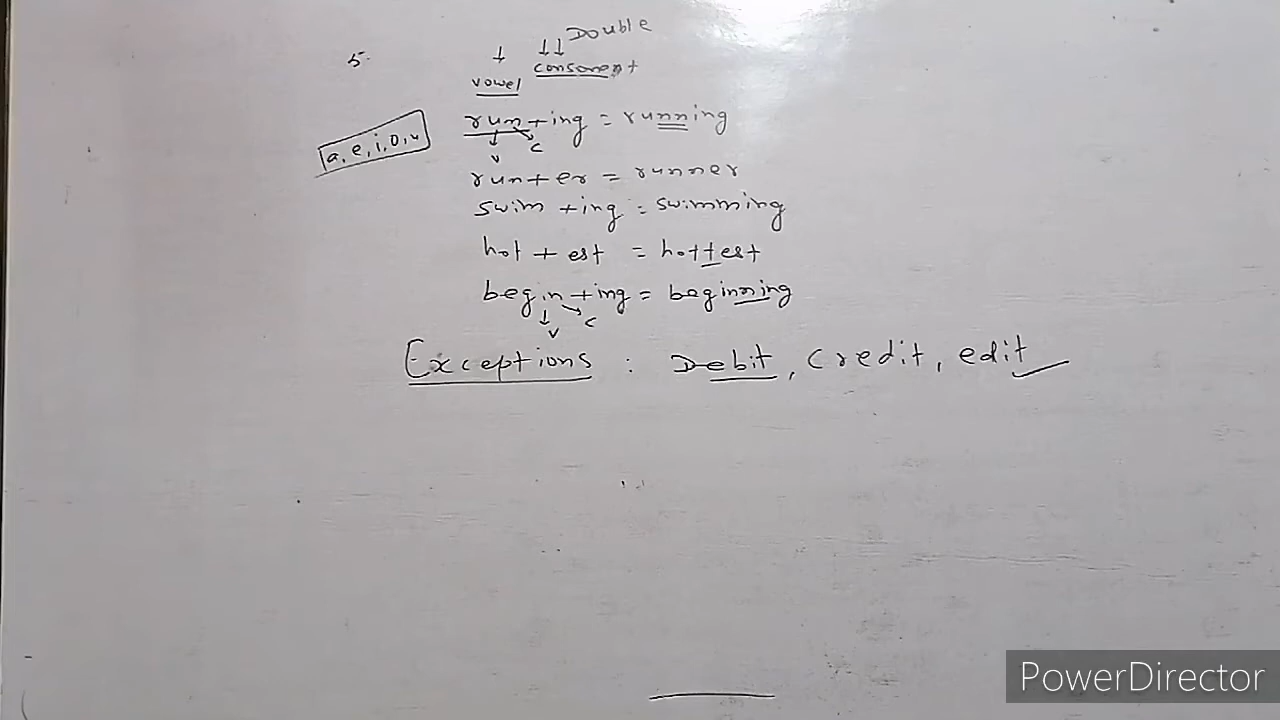 Double
5.
↓ ↓↓
vowel consonent
a, e, i, o, u
run + ing = running
v c
run + er = runner
swim + ing = swimming
hot + est = hottest
begin + ing = beginning
v c
Exceptions : Debit, credit, edit
PowerDirector